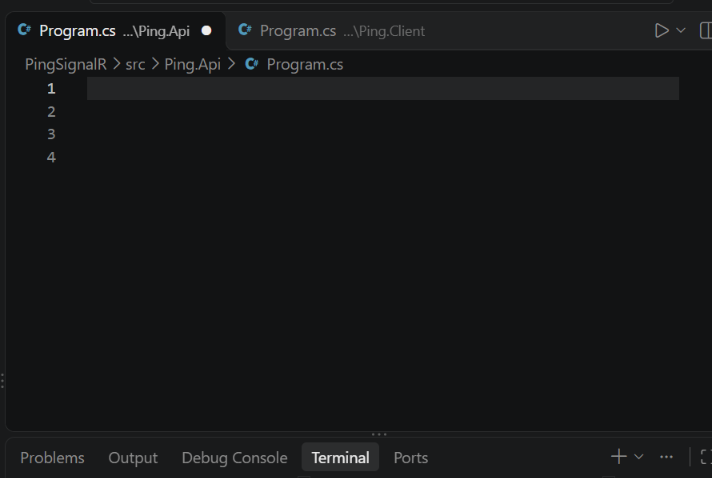 C# Program.cs ...\Ping.Api C# Program.cs ...\Ping.Client
PingSignalR > src > Ping.Api > C# Program.cs
1
2
3
4
Problems Output Debug Console Terminal Ports